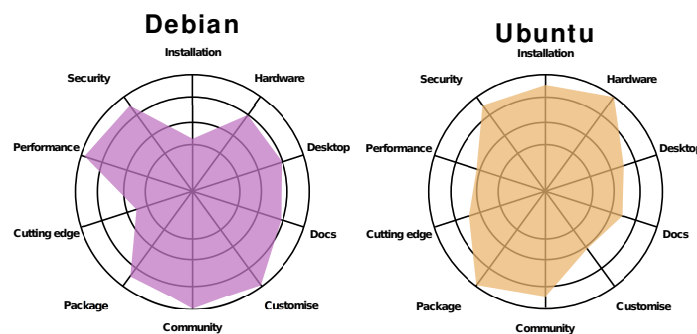 Debian
Installation
Security
Hardware
Performance
Desktop
Cutting edge
Docs
Package
Customise
Community
Ubuntu
Installation
Security
Hardware
Performance
Desktop
Cutting edge
Docs
Package
Customise
Community